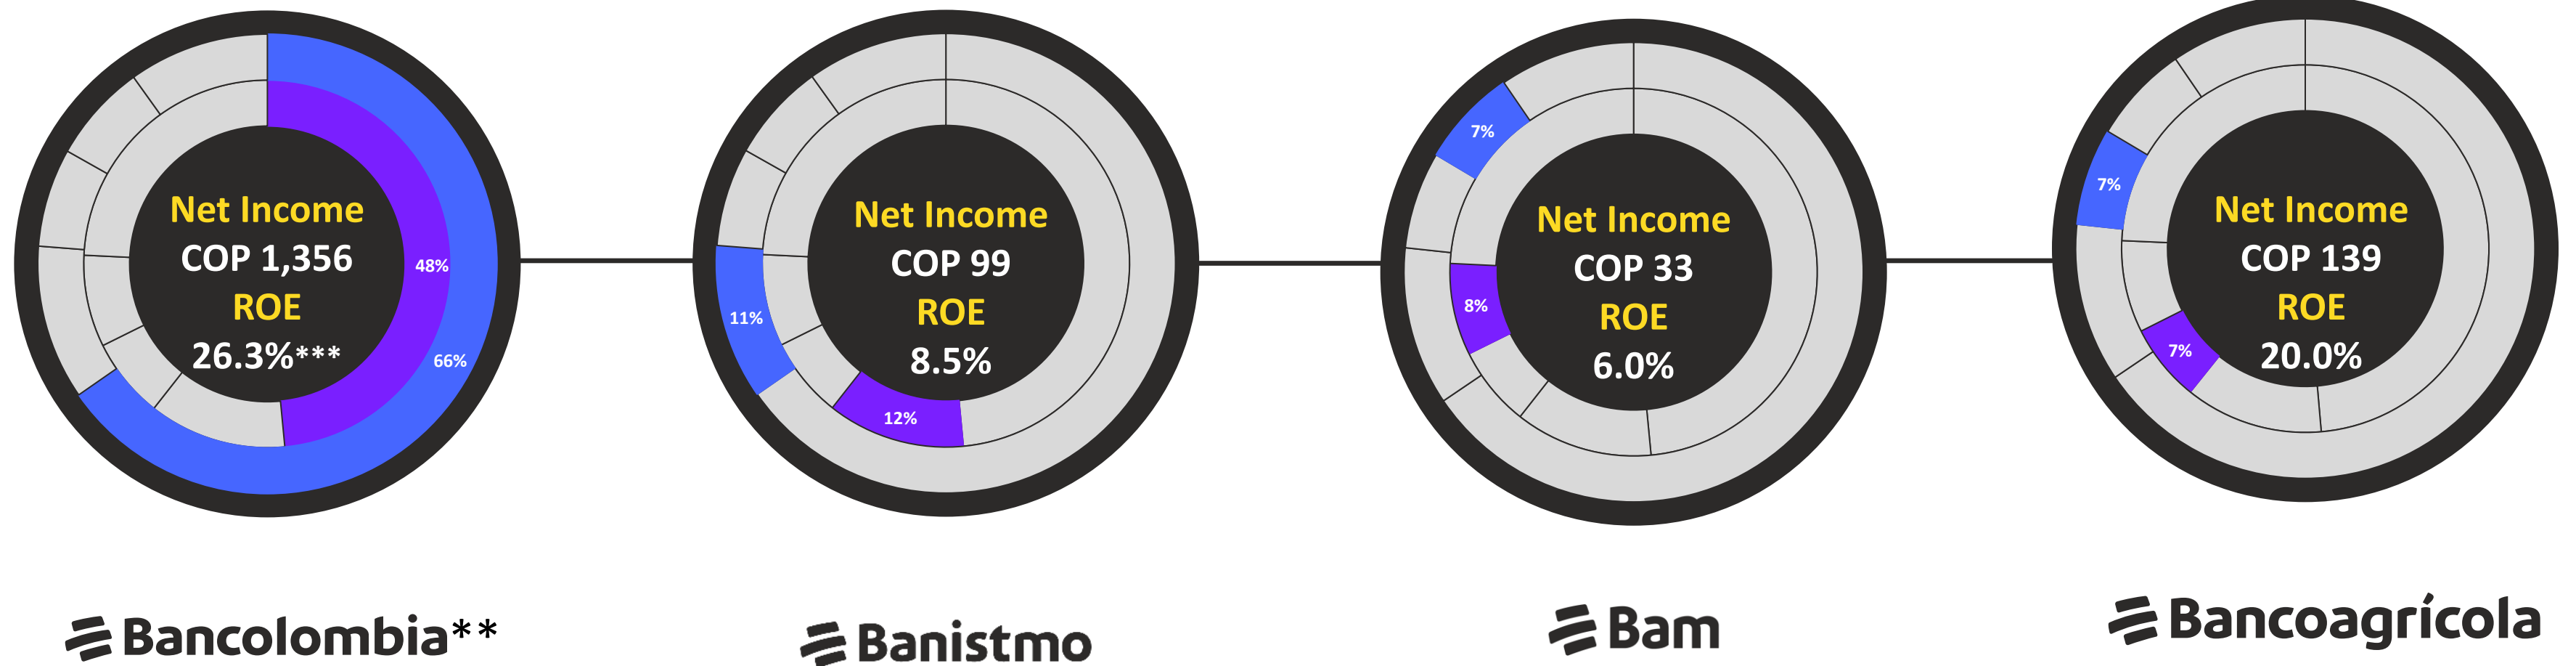 Net Income
COP 1,356
ROE
26.3%***
48%
66%
Bancolombia**
Net Income
COP 99
ROE
8.5%
11%
12%
Banistmo
Net Income
COP 33
ROE
6.0%
7%
8%
Bam
Net Income
COP 139
ROE
20.0%
7%
7%
Bancoagrícola